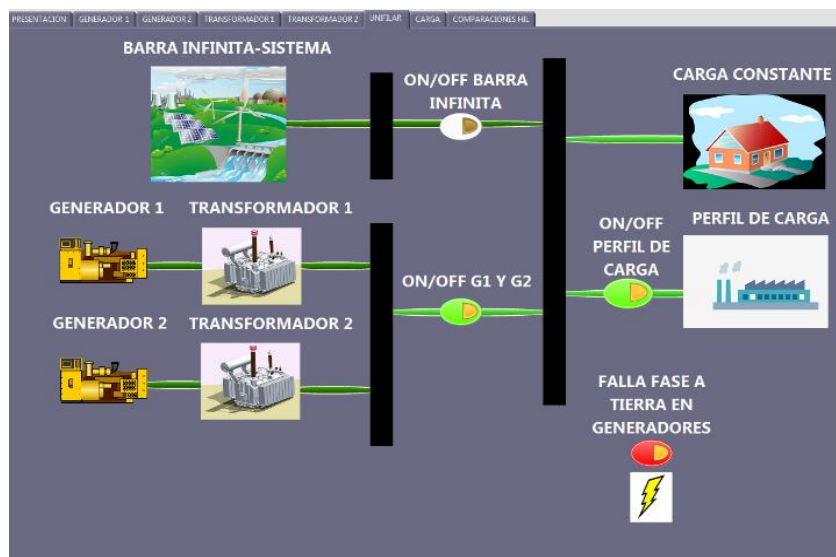 PRESENTACION GENERADOR 1 GENERADOR 2 TRANSFORMADOR 1 TRANSFORMADOR 2 UNIFILAR CARGA COMPARACIONES HIL
BARRA INFINITA-SISTEMA
ON/OFF BARRA
INFINITA
CARGA CONSTANTE
GENERADOR 1
TRANSFORMADOR 1
ON/OFF
PERFIL DE
CARGA
PERFIL DE CARGA
ON/OFF G1 Y G2
GENERADOR 2
TRANSFORMADOR 2
FALLA FASE A
TIERRA EN
GENERADORES